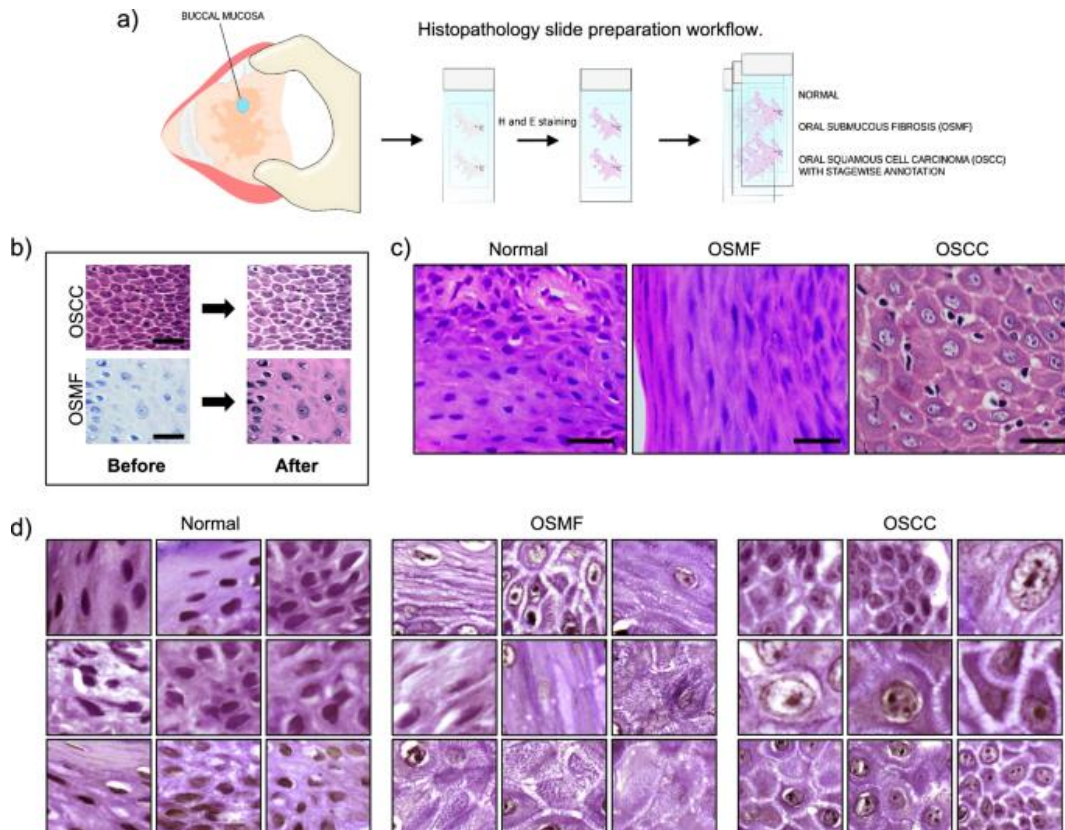 a)
BUCCAL MUCOSA
Histopathology slide preparation workflow.
H and E staining
NORMAL
ORAL SUBMUCOUS FIBROSIS (OSMF)
ORAL SQUAMOUS CELL CARCINOMA (OSCC)
WITH STAGEWISE ANNOTATION
b)
OSCC
OSMF
Before
After
c)
Normal
OSMF
OSCC
d)
Normal
OSMF
OSCC